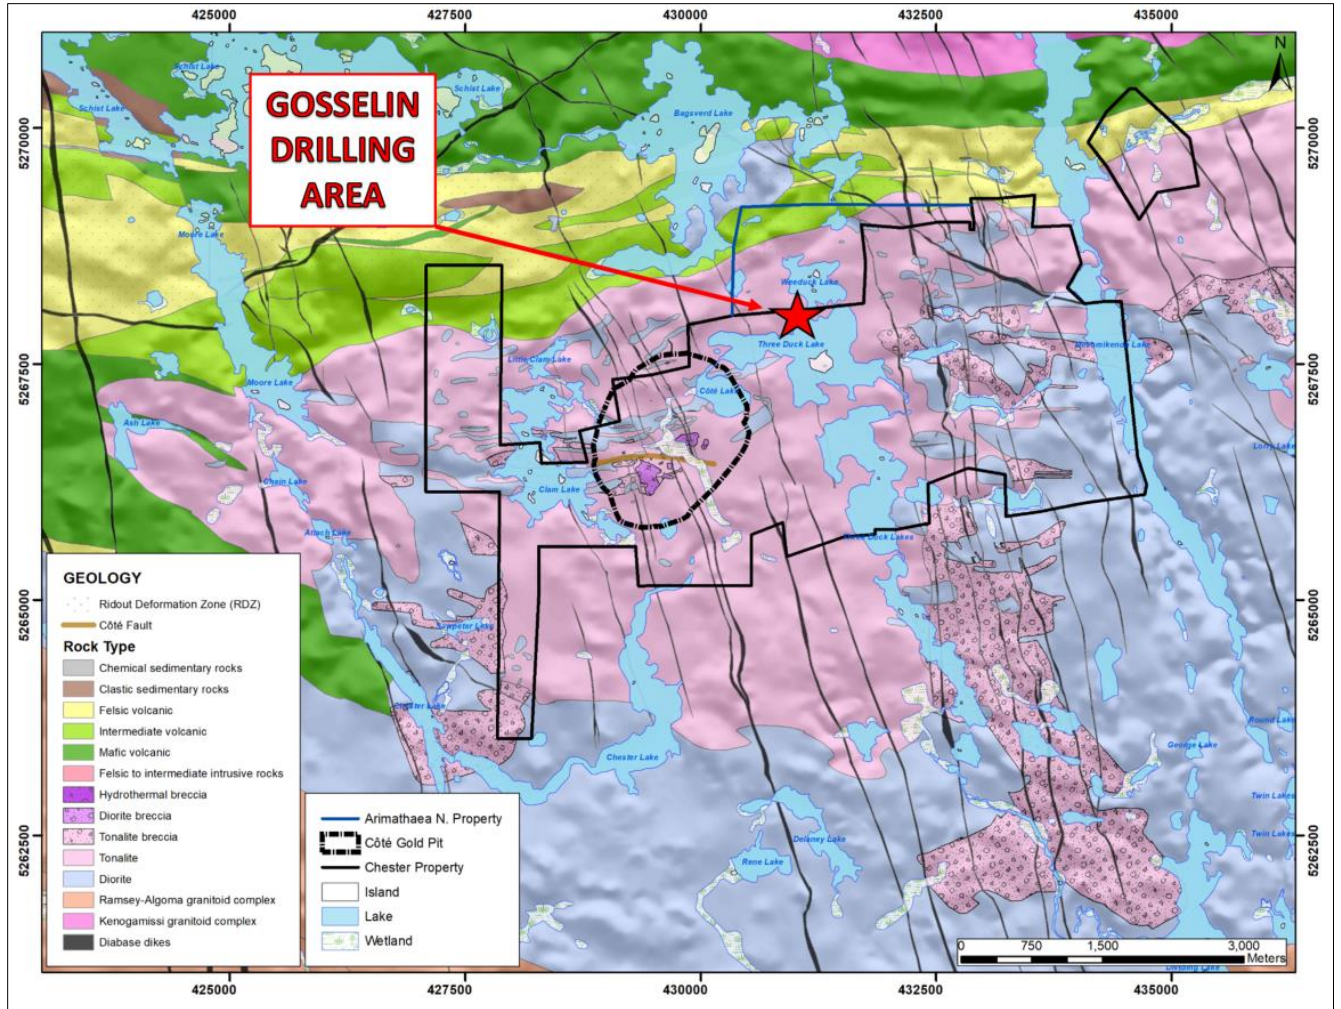 425000
427500
430000
432500
435000
N
5270000
5270000
Schist Lake
Schist Lake
Schist Lake
Bagsverd Lake
GOSSELIN
DRILLING
AREA
Moore Lake
Weeduck Lake
Three Duck Lake
Mesomikenda Lake
5267500
5267500
Little Clam Lake
Moore Lake
Côté Lake
Ash Lake
Lorry Lake
Chain Lake
Clam Lake
Attach Lake
Three Duck Lakes
5265000
5265000
Chester Lake
Round Lake
George Lake
Chester Lake
Twin Lakes
Delaney Lake
Twin Lakes
Rene Lake
5262500
5262500
Dividing Lake
GEOLOGY
Ridout Deformation Zone (RDZ)
Côté Fault
Rock Type
Chemical sedimentary rocks
Clastic sedimentary rocks
Felsic volcanic
Intermediate volcanic
Mafic volcanic
Felsic to intermediate intrusive rocks
Hydrothermal breccia
Diorite breccia
Tonalite breccia
Tonalite
Diorite
Ramsey-Algoma granitoid complex
Kenogamissi granitoid complex
Diabase dikes
Arimathaea N. Property
Côté Gold Pit
Chester Property
Island
Lake
Wetland
0 750 1,500 3,000
Meters
425000
427500
430000
432500
435000